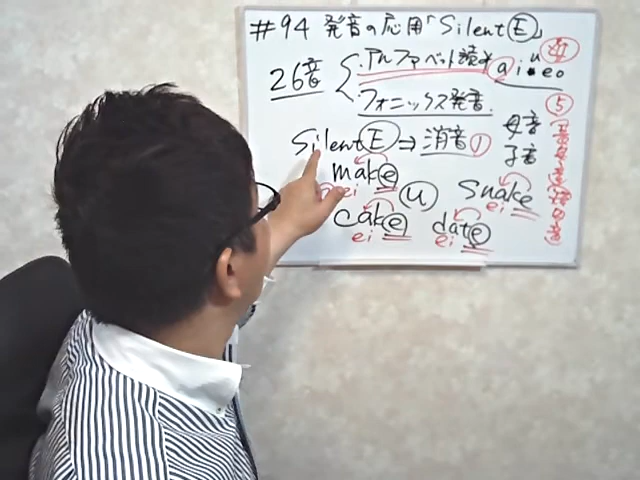 #94 発音の応用「Silent E」
26音
・アルファベット読み
a i u e o
フォニックス発音
Silent E ⇒ 消音①
母音
子音
⑤
make
ei
u
snake
ei
cake
ei
date
ei